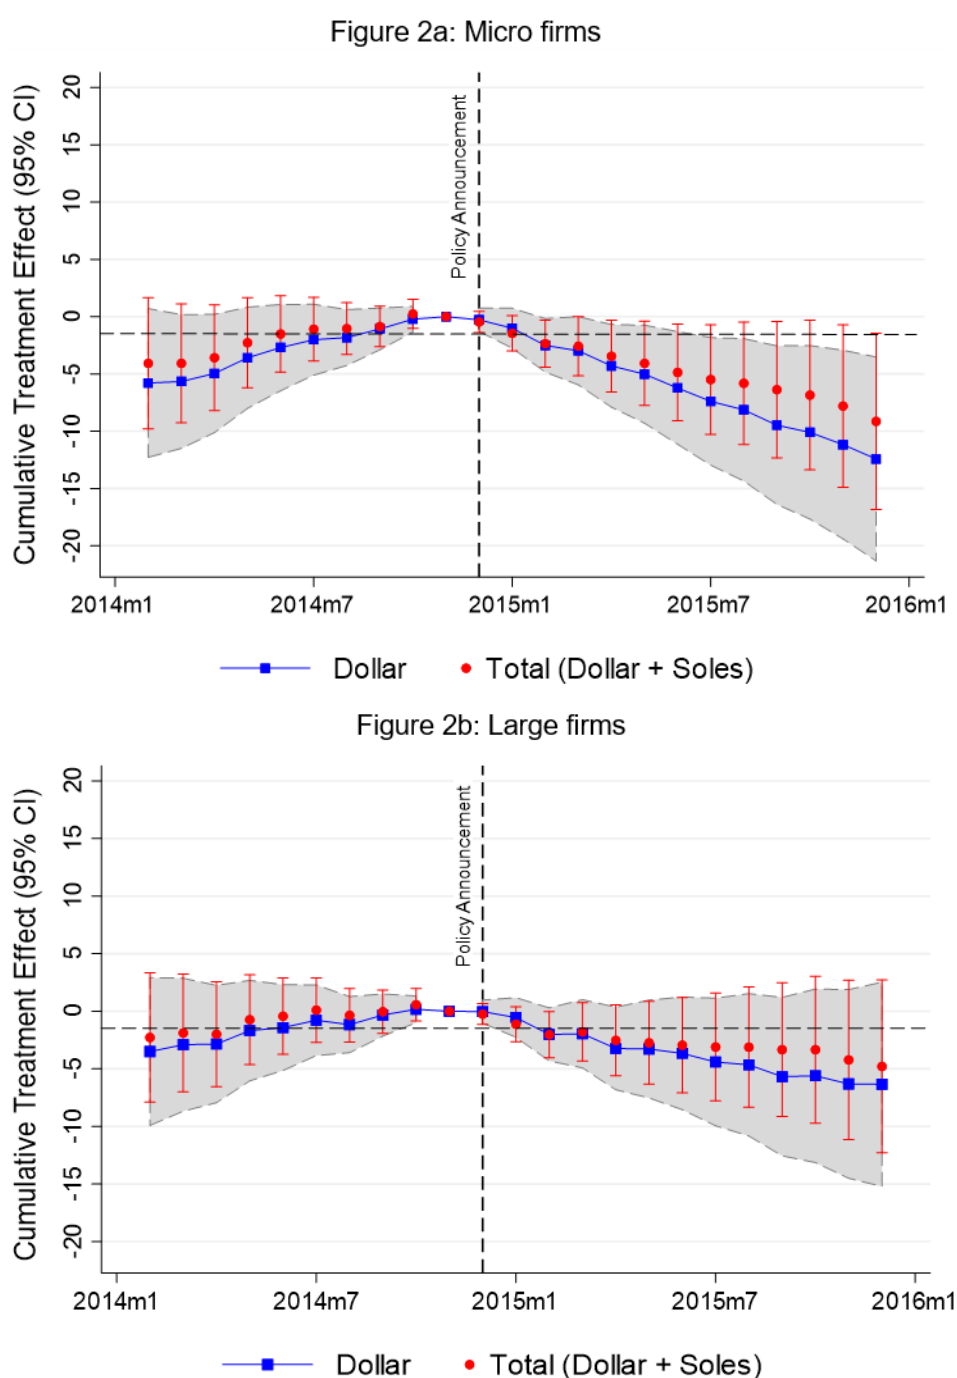 Figure 2a: Micro firms
Cumulative Treatment Effect (95% CI)
20
15
10
5
0
-5
-10
-15
-20
Policy Announcement
2014m1 2014m7 2015m1 2015m7 2016m1
Dollar Total (Dollar + Soles)
Figure 2b: Large firms
Cumulative Treatment Effect (95% CI)
20
15
10
5
0
-5
-10
-15
-20
Policy Announcement
2014m1 2014m7 2015m1 2015m7 2016m1
Dollar Total (Dollar + Soles)